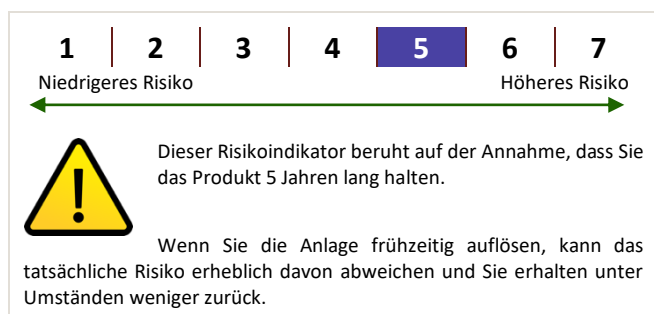 1 2 3 4 5 6 7
Niedrigeres Risiko Höheres Risiko
Dieser Risikoindikator beruht auf der Annahme, dass Sie
das Produkt 5 Jahren lang halten.
Wenn Sie die Anlage frühzeitig auflösen, kann das
tatsächliche Risiko erheblich davon abweichen und Sie erhalten unter
Umständen weniger zurück.